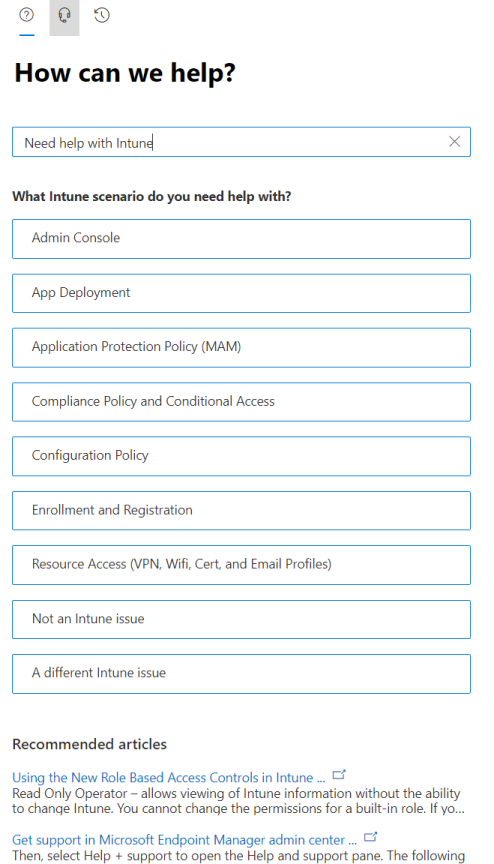 How can we help?
Need help with Intune
What Intune scenario do you need help with?
Admin Console
App Deployment
Application Protection Policy (MAM)
Compliance Policy and Conditional Access
Configuration Policy
Enrollment and Registration
Resource Access (VPN, Wifi, Cert, and Email Profiles)
Not an Intune issue
A different Intune issue
Recommended articles
Using the New Role Based Access Controls in Intune ...
Read Only Operator – allows viewing of Intune information without the ability
to change Intune. You cannot change the permissions for a built-in role. If yo...
Get support in Microsoft Endpoint Manager admin center ...
Then, select Help + support to open the Help and support pane. The following